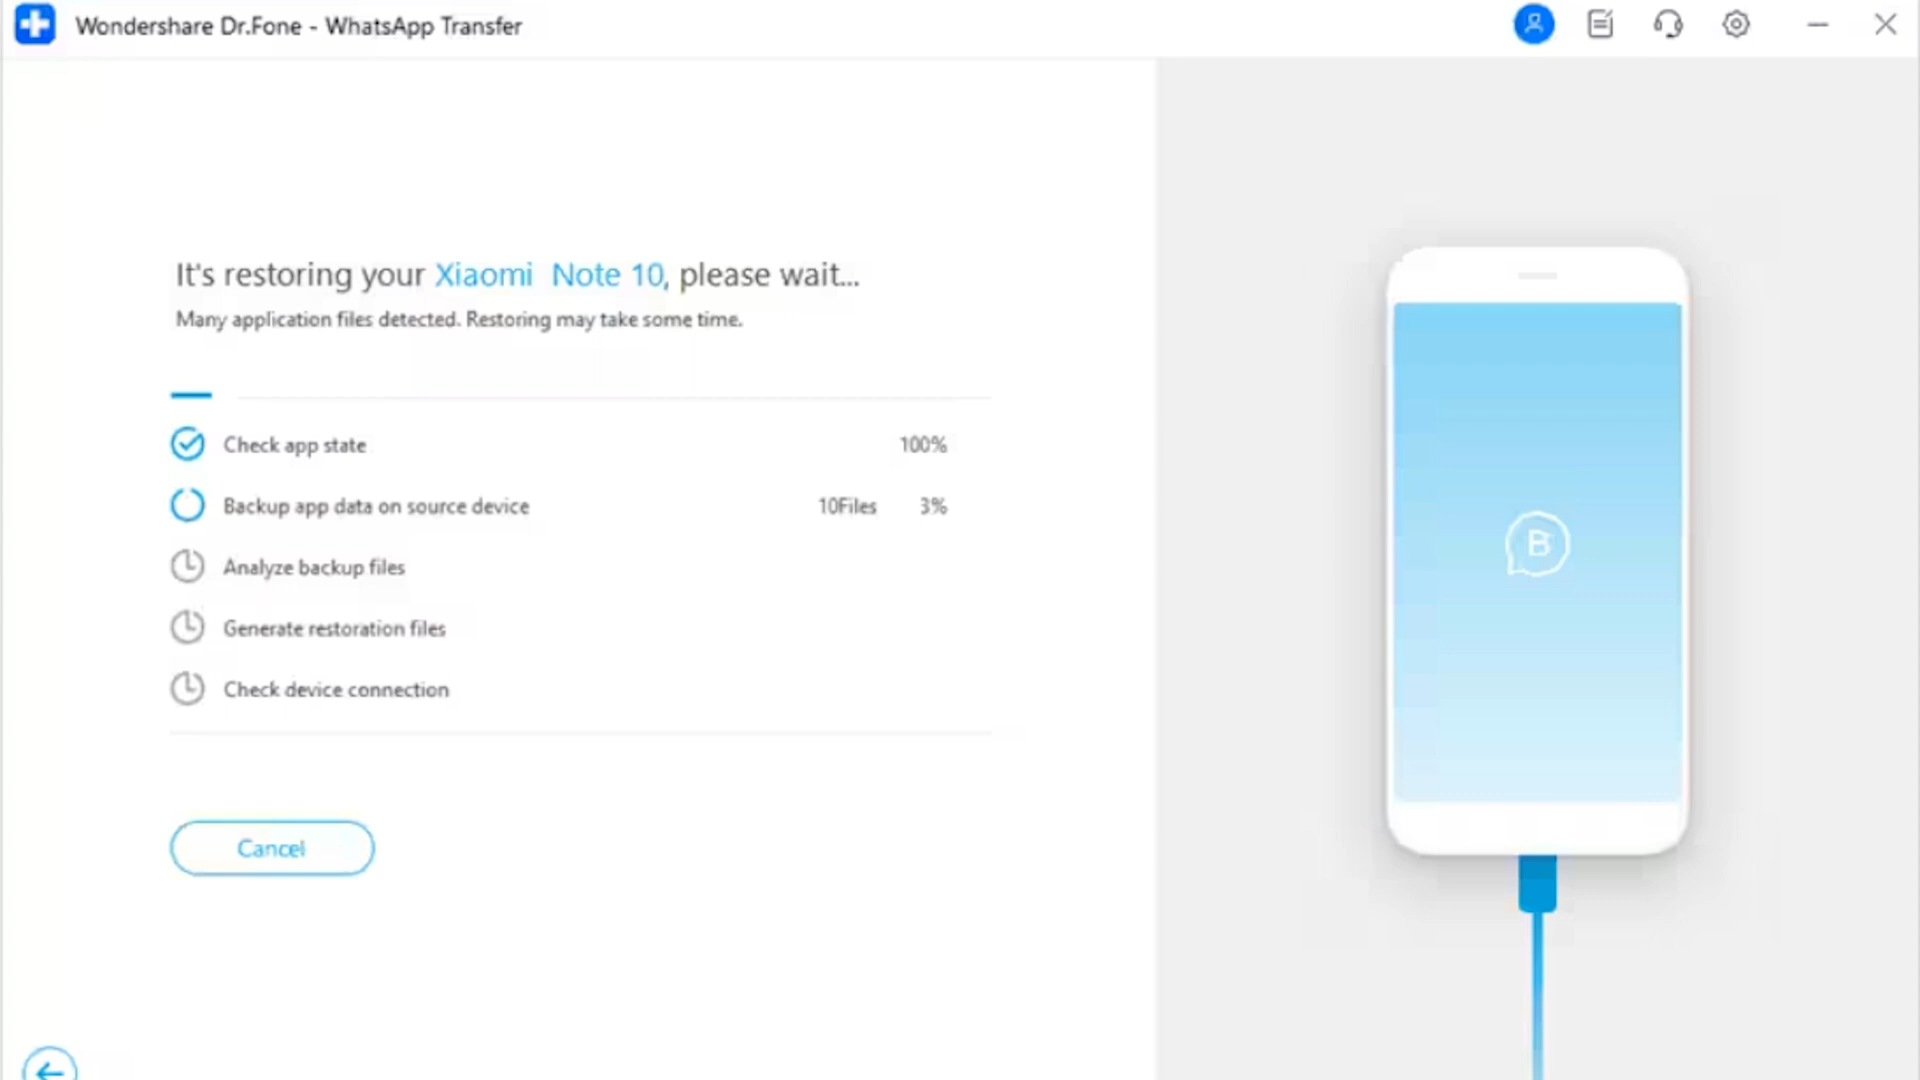 Wondershare Dr.Fone - WhatsApp Transfer
It's restoring your Xiaomi Note 10, please wait...
Many application files detected. Restoring may take some time.
Check app state 100%
Backup app data on source device 10Files 3%
Analyze backup files
Generate restoration files
Check device connection
B
Cancel